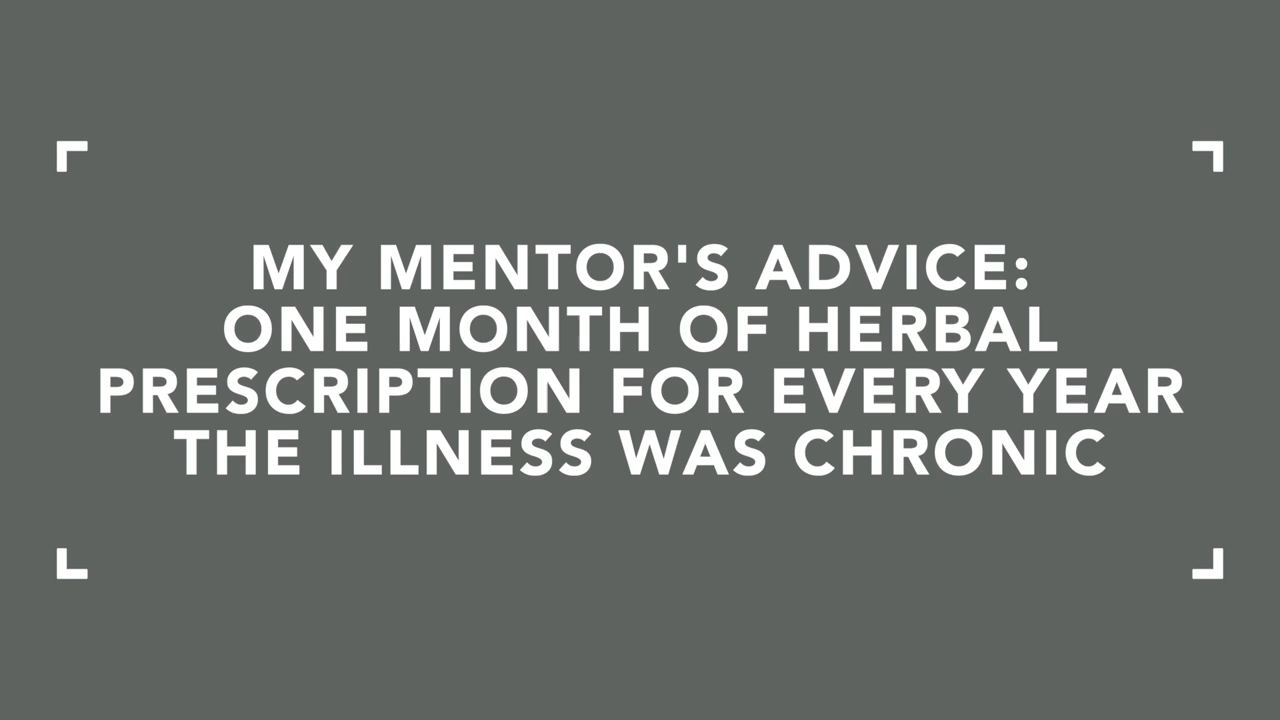 MY MENTOR'S ADVICE:
ONE MONTH OF HERBAL
PRESCRIPTION FOR EVERY YEAR
THE ILLNESS WAS CHRONIC